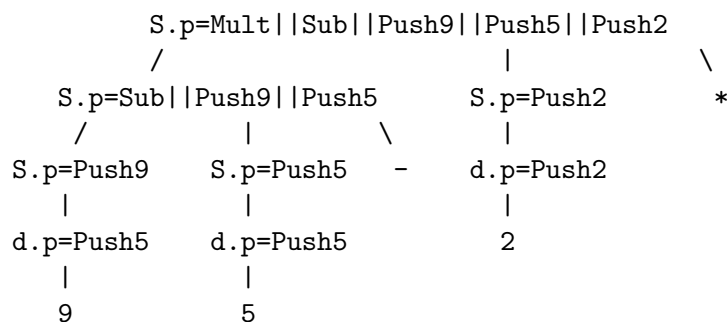 S.p=Mult||Sub||Push9||Push5||Push2
/ | \
S.p=Sub||Push9||Push5 S.p=Push2 *
/ | \ |
S.p=Push9 S.p=Push5 - d.p=Push2
| | |
d.p=Push5 d.p=Push5 2
| |
9 5